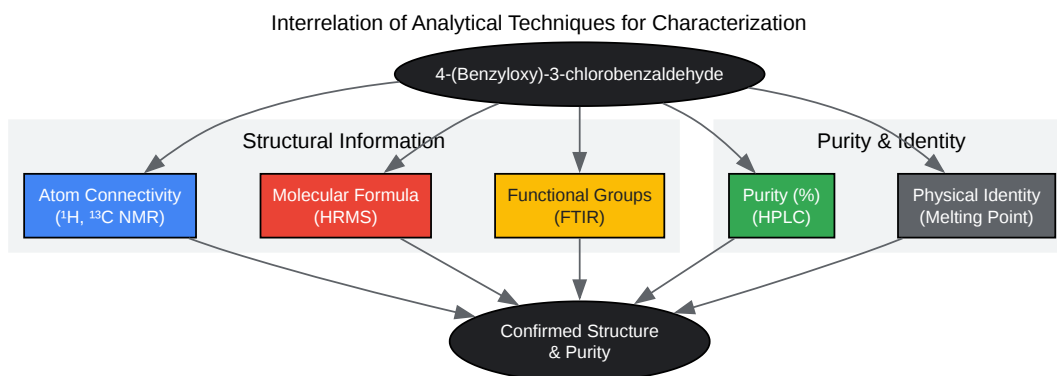 Interrelation of Analytical Techniques for Characterization
4-(Benzyloxy)-3-chlorobenzaldehyde
Structural Information
Purity & Identity
Atom Connectivity
(¹H, ¹³C NMR)
Molecular Formula
(HRMS)
Functional Groups
(FTIR)
Purity (%)
(HPLC)
Physical Identity
(Melting Point)
Confirmed Structure
& Purity